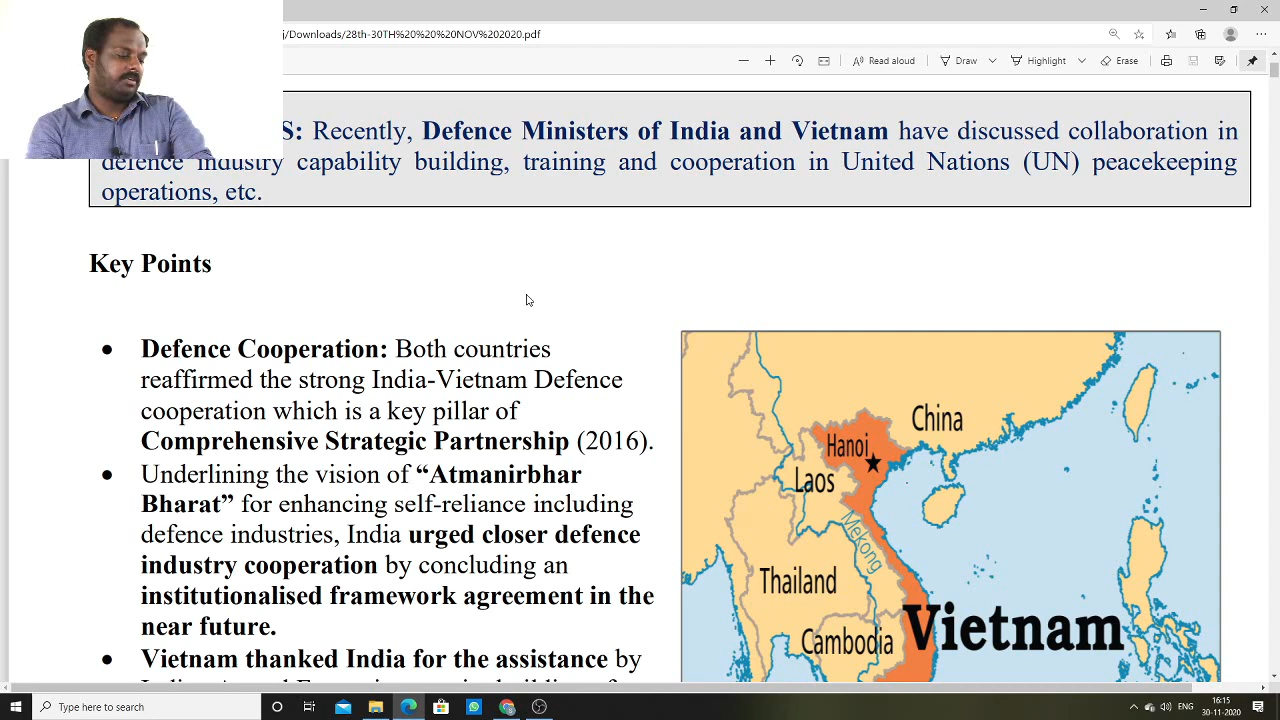 j/Downloads/28th-30TH%20%20%20NOV%202020.pdf
Read aloud
Draw
Highlight
Erase
S: Recently, Defence Ministers of India and Vietnam have discussed collaboration in
defence industry capability building, training and cooperation in United Nations (UN) peacekeeping
operations, etc.
Key Points
• Defence Cooperation: Both countries
reaffirmed the strong India-Vietnam Defence
cooperation which is a key pillar of
Comprehensive Strategic Partnership (2016).
• Underlining the vision of “Atmanirbhar
Bharat” for enhancing self-reliance including
defence industries, India urged closer defence
industry cooperation by concluding an
institutionalised framework agreement in the
near future.
• Vietnam thanked India for the assistance by
China
Hanoi
Laos
Mekong
Thailand
Vietnam
Cambodia
Type here to search
ENG
16:15
30-11-2020